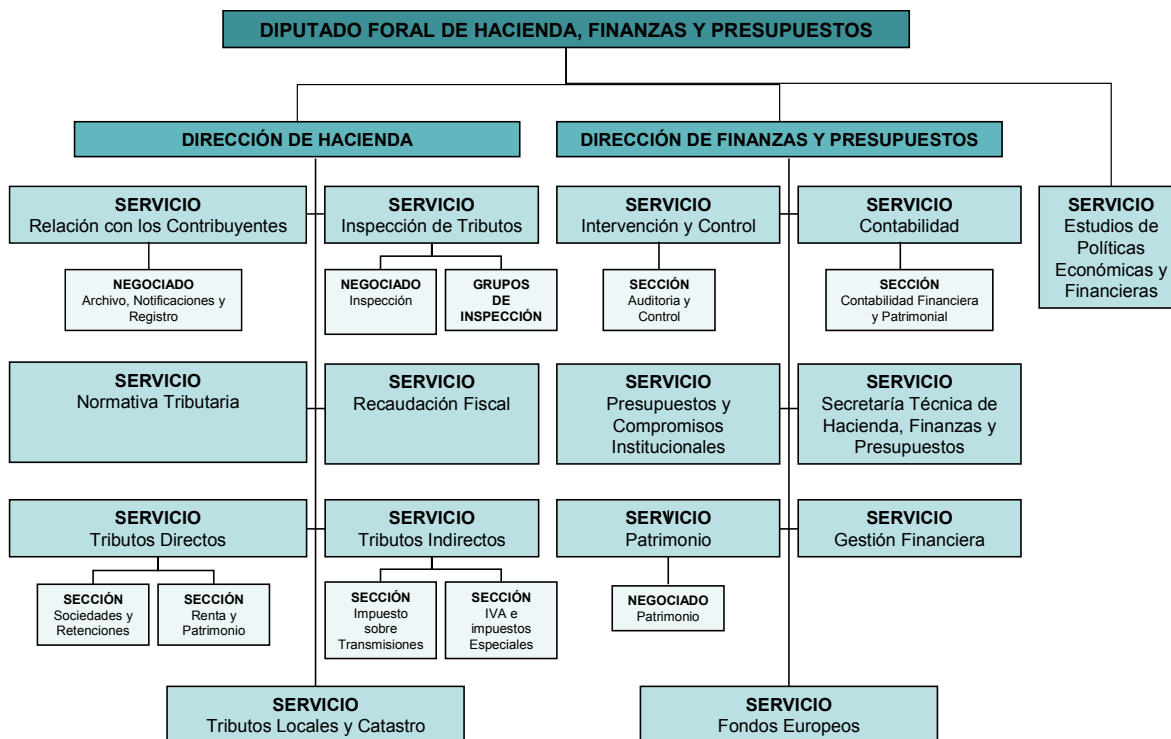 DIPUTADO FORAL DE HACIENDA, FINANZAS Y PRESUPUESTOS
DIRECCIÓN DE HACIENDA
DIRECCIÓN DE FINANZAS Y PRESUPUESTOS
SERVICIO
Relación con los Contribuyentes
SERVICIO
Inspección de Tributos
SERVICIO
Intervención y Control
SERVICIO
Contabilidad
SERVICIO
Estudios de
Políticas
Económicas y
Financieras
NEGOCIADO
Archivo, Notificaciones y
Registro
NEGOCIADO
Inspección
GRUPOS
DE
INSPECCIÓN
SECCIÓN
Auditoria y
Control
SECCIÓN
Contabilidad Financiera
y Patrimonial
SERVICIO
Normativa Tributaria
SERVICIO
Recaudación Fiscal
SERVICIO
Presupuestos y
Compromisos
Institucionales
SERVICIO
Secretaría Técnica de
Hacienda, Finanzas y
Presupuestos
SERVICIO
Tributos Directos
SERVICIO
Tributos Indirectos
SERVICIO
Patrimonio
SERVICIO
Gestión Financiera
SECCIÓN
Sociedades y
Retenciones
SECCIÓN
Renta y
Patrimonio
SECCIÓN
Impuesto
sobre
Transmisiones
SECCIÓN
IVA e
impuestos
Especiales
NEGOCIADO
Patrimonio
SERVICIO
Tributos Locales y Catastro
SERVICIO
Fondos Europeos